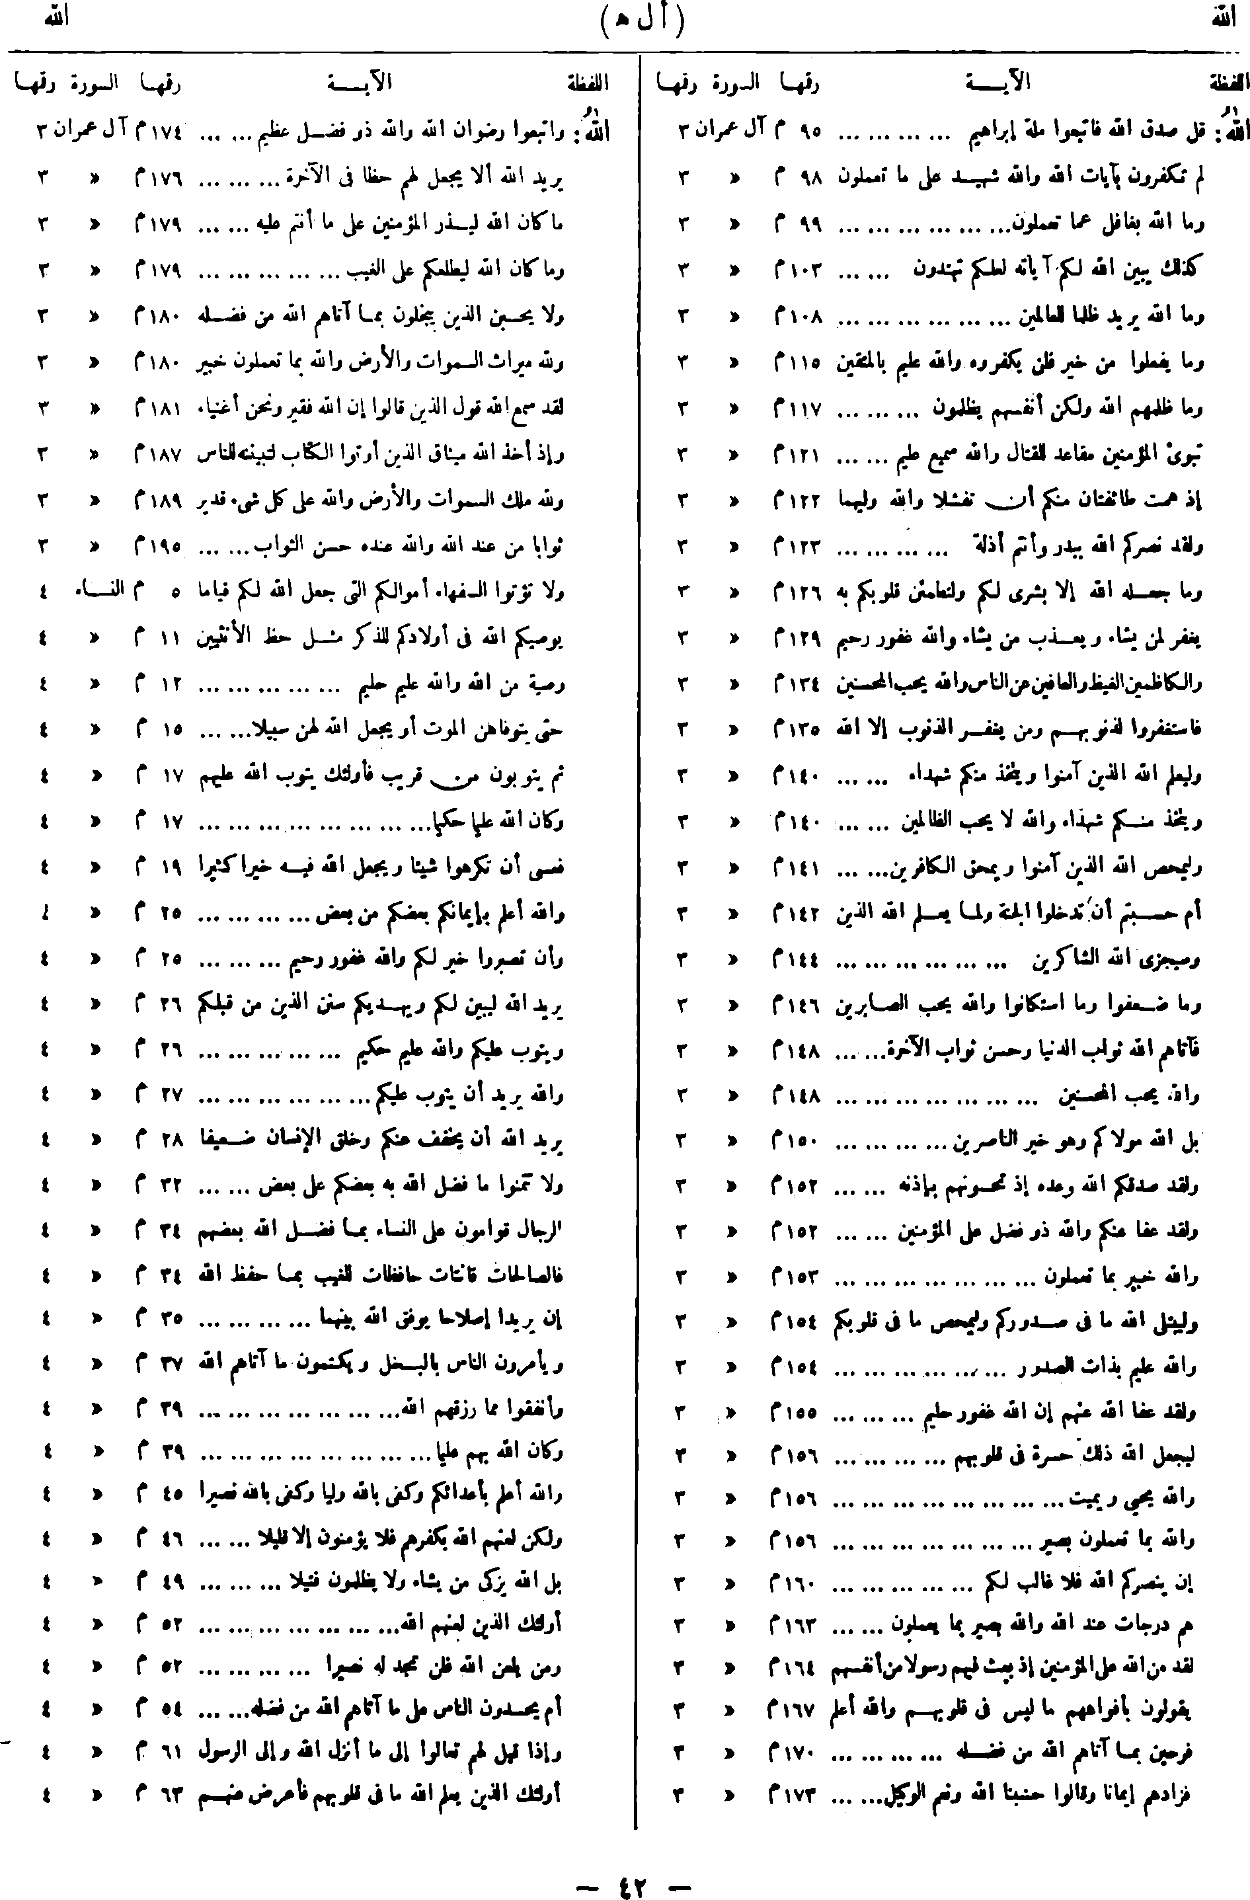 الله (أ ل ه) الله
اللفظة الآيـــة رقمها السورة رقمها
اللهُ: قل صدق الله فاتبعوا ملة إبراهيم ... ... ... ... ٩٥ م آل عمران ٣
لم تكفرون بآيات الله والله شهيد على ما تعملون ٩٨ م » ٣
وما الله بغافل عما تعملون... ... ... ... ... ... ٩٩ م » ٣
كذلك يبين الله لكم آياته لعلكم تهتدون ... ... ١٠٣ م » ٣
وما الله يريد ظلما للعالمين ... ... ... ... ... ... ١٠٨ م » ٣
وما يفعلوا من خير فلن يكفروه والله عليم بالمتقين ١١٥ م » ٣
وما ظلمهم الله ولكن أنفسهم يظلمون ... ... ... ١١٧ م » ٣
تبوئ المؤمنين مقاعد للقتال والله سميع عليم ... ... ١٢١ م » ٣
إذ همت طائفتان منكم أن تفشلا والله وليهما ١٢٢ م » ٣
ولقد نصركم الله ببدر وأنتم أذلة ... ... ... ... ١٢٣ م » ٣
وما جعله الله إلا بشرى لكم ولتطمئن قلوبكم به ١٢٦ م » ٣
يغفر لمن يشاء ويعذب من يشاء والله غفور رحيم ١٢٩ م » ٣
والكاظمين الغيظ والعافين عن الناس والله يحب المحسنين ١٣٤ م » ٣
فاستغفروا لذنوبهم ومن يغفر الذنوب إلا الله ١٣٥ م » ٣
وليعلم الله الذين آمنوا ويتخذ منكم شهداء ... ... ١٤٠ م » ٣
ويتخذ منكم شهداء والله لا يحب الظالمين ... ... ١٤٠ م » ٣
وليمحص الله الذين آمنوا ويمحق الكافرين... ... ١٤١ م » ٣
أم حسبتم أن تدخلوا الجنة ولما يعلم الله الذين ١٤٢ م » ٣
وسيجزى الله الشاكرين ... ... ... ... ... ... ١٤٤ م » ٣
وما ضعفوا وما استكانوا والله يحب الصابرين ١٤٦ م » ٣
فآتاهم الله ثواب الدنيا وحسن ثواب الآخرة... ... ١٤٨ م » ٣
والله يحب المحسنين ... ... ... ... ... ... ... ١٤٨ م » ٣
بل الله مولاكم وهو خير الناصرين ... ... ... ... ١٥٠ م » ٣
ولقد صدقكم الله وعده إذ تحسونهم بإذنه ... ... ١٥٢ م » ٣
ولقد عفا عنكم والله ذو فضل على المؤمنين ... ... ١٥٢ م » ٣
والله خبير بما تعملون ... ... ... ... ... ... ... ١٥٣ م » ٣
وليبتلى الله ما فى صدوركم وليمحص ما فى قلوبكم ١٥٤ م » ٣
والله عليم بذات الصدور ... ... ... ... ... ... ١٥٤ م » ٣
ولقد عفا الله عنهم إن الله غفور حليم ... ... ... ١٥٥ م » ٣
ليجعل الله ذلك حسرة فى قلوبهم ... ... ... ... ١٥٦ م » ٣
والله يحيي ويميت ... ... ... ... ... ... ... ... ١٥٦ م » ٣
والله بما تعملون بصير ... ... ... ... ... ... ... ١٥٦ م » ٣
إن ينصركم الله فلا غالب لكم ... ... ... ... ... ١٦٠ م » ٣
هم درجات عند الله والله بصير بما يعملون ... ... ١٦٣ م » ٣
لقد من الله على المؤمنين إذ بعث فيهم رسولا من أنفسهم ١٦٤ م » ٣
يقولون بأفواههم ما ليس فى قلوبهم والله أعلم ١٦٧ م » ٣
فرحين بما آتاهم الله من فضله ... ... ... ... ١٧٠ م » ٣
فزادهم إيمانا وقالوا حسبنا الله ونعم الوكيل... ... ١٧٣ م » ٣
اللفظة الآيـــة رقمها السورة رقمها
اللهُ: واتبعوا رضوان الله والله ذو فضل عظيم ... ... ١٧٤ م آل عمران ٣
يريد الله ألا يجعل لهم حظا فى الآخرة ... ... ... ١٧٦ م » ٣
ما كان الله ليذر المؤمنين على ما أنتم عليه ... ... ١٧٩ م » ٣
وما كان الله ليطلعكم على الغيب ... ... ... ... ... ١٧٩ م » ٣
ولا يحسبن الذين يبخلون بما آتاهم الله من فضله ١٨٠ م » ٣
ولله ميراث السموات والأرض والله بما تعملون خبير ١٨٠ م » ٣
لقد سمع الله قول الذين قالوا إن الله فقير ونحن أغنياء ١٨١ م » ٣
وإذ أخذ الله ميثاق الذين أوتوا الكتاب لتبيننه للناس ١٨٧ م » ٣
ولله ملك السموات والأرض والله على كل شىء قدير ١٨٩ م » ٣
ثوابا من عند الله والله عنده حسن الثواب... ... ١٩٥ م » ٣
ولا تؤتوا السفهاء أموالكم التى جعل الله لكم قياما ٥ م النساء ٤
يوصيكم الله فى أولادكم للذكر مثل حظ الأنثيين ١١ م » ٤
وصية من الله والله عليم حليم ... ... ... ... ... ١٢ م » ٤
حتى يتوفاهن الموت أو يجعل الله لهن سبيلا... ... ١٥ م » ٤
ثم يتوبون من قريب فأولئك يتوب الله عليهم ١٧ م » ٤
وكان الله عليما حكيما... ... ... ... ... ... ... ... ١٧ م » ٤
فعسى أن تكرهوا شيئا ويجعل الله فيه خيرا كثيرا ١٩ م » ٤
والله أعلم بإيمانكم بعضكم من بعض ... ... ... ... ٢٥ م » ٤
وأن تصبروا خير لكم والله غفور رحيم ... ... ... ٢٥ م » ٤
يريد الله ليبين لكم ويهديكم سنن الذين من قبلكم ٢٦ م » ٤
ويتوب عليكم والله عليم حكيم ... ... ... ... ... ٢٦ م » ٤
والله يريد أن يتوب عليكم ... ... ... ... ... ... ٢٧ م » ٤
يريد الله أن يخفف عنكم وخلق الإنسان ضعيفا ٢٨ م » ٤
ولا تتمنوا ما فضل الله به بعضكم على بعض ... ... ٣٢ م » ٤
الرجال قوامون على النساء بما فضل الله بعضهم ٣٤ م » ٤
فالصالحات قانتات حافظات للغيب بما حفظ الله ٣٤ م » ٤
إن يريدا إصلاحا يوفق الله بينهما ... ... ... ... ٣٥ م » ٤
ويأمرون الناس بالبخل ويكتمون ما آتاهم الله ٣٧ م » ٤
وأنفقوا مما رزقهم الله... ... ... ... ... ... ... ٣٩ م » ٤
وكان الله بهم عليما ... ... ... ... ... ... ... ... ٣٩ م » ٤
والله أعلم بأعدائكم وكفى بالله وليا وكفى بالله نصيرا ٤٥ م » ٤
ولكن لعنهم الله بكفرهم فلا يؤمنون إلا قليلا ... ... ٤٦ م » ٤
بل الله يزكى من يشاء ولا يظلمون فتيلا ... ... ... ٤٩ م » ٤
أولئك الذين لعنهم الله... ... ... ... ... ... ... ٥٢ م » ٤
ومن يلعن الله فلن تجد له نصيرا ... ... ... ... ٥٢ م » ٤
أم يحسدون الناس على ما آتاهم الله من فضله... ... ٥٤ م » ٤
وإذا قيل لهم تعالوا إلى ما أنزل الله وإلى الرسول ٦١ م » ٤
أولئك الذين يعلم الله ما فى قلوبهم فأعرض عنهم ٦٣ م » ٤
— ٤٢ —